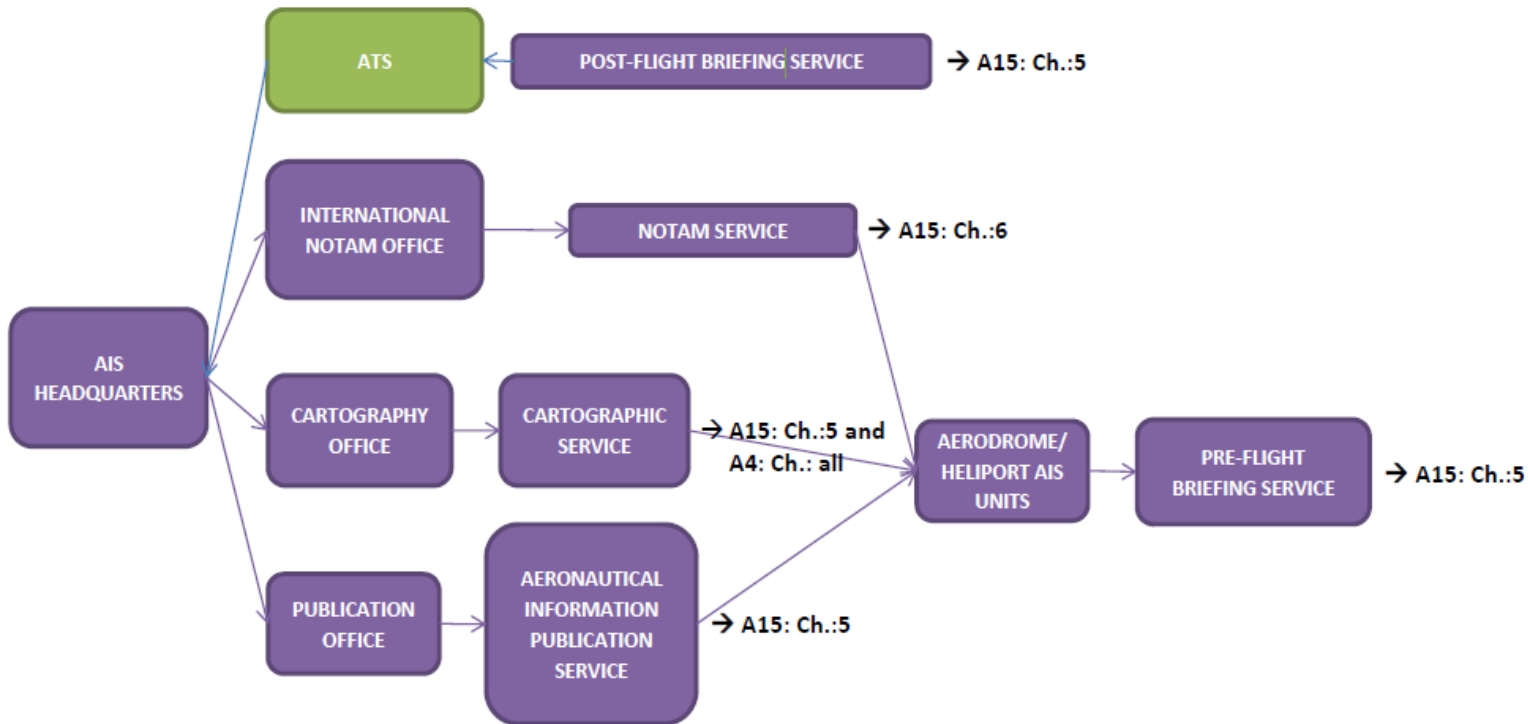 ATS
POST-FLIGHT BRIEFING SERVICE
→ A15: Ch.:5
INTERNATIONAL
NOTAM OFFICE
NOTAM SERVICE
→ A15: Ch.:6
AIS
HEADQUARTERS
CARTOGRAPHY
OFFICE
CARTOGRAPHIC
SERVICE
→ A15: Ch.:5 and
A4: Ch.: all
AERODROME/
HELIPORT AIS
UNITS
PRE-FLIGHT
BRIEFING SERVICE
→ A15: Ch.:5
PUBLICATION
OFFICE
AERONAUTICAL
INFORMATION
PUBLICATION
SERVICE
→ A15: Ch.:5